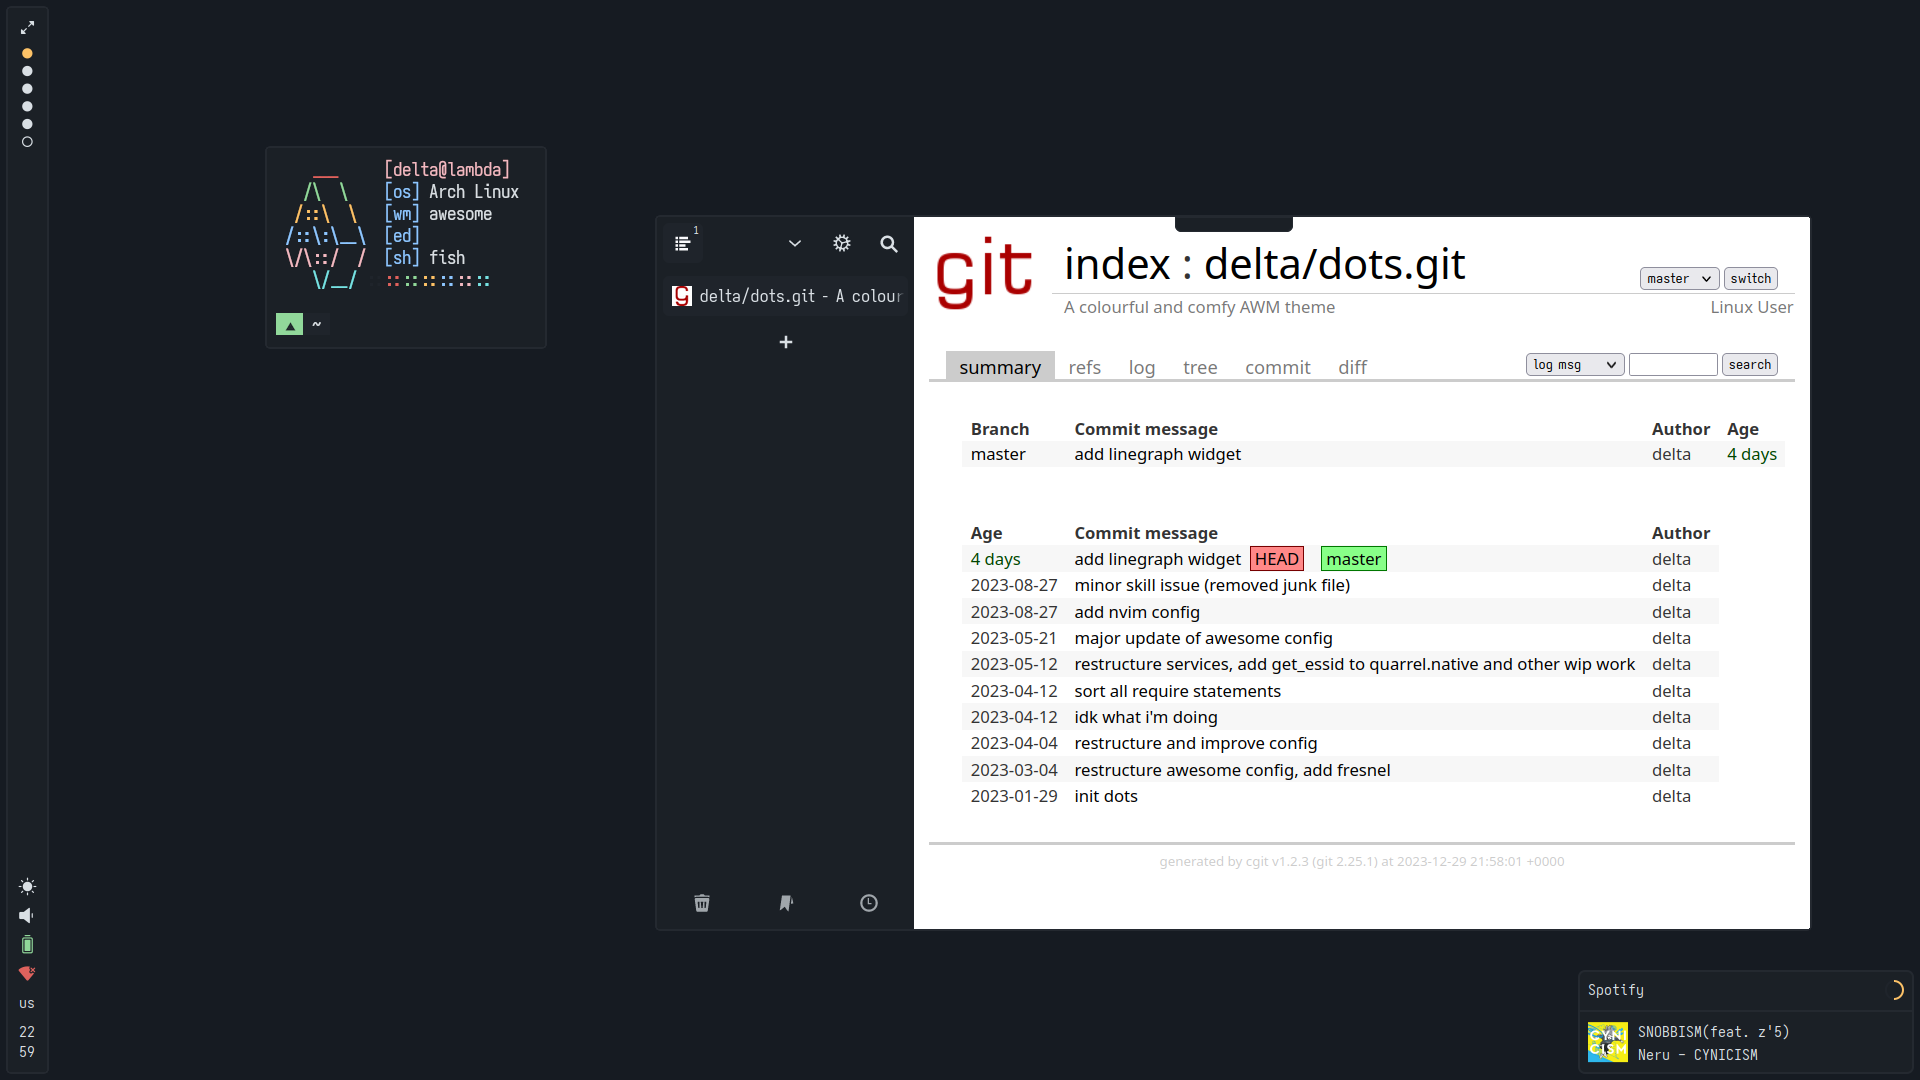 [delta@lambda]
[os] Arch Linux
[wm] awesome
[ed]
[sh] fish
~
1
delta/dots.git - A colour
+
git
index : delta/dots.git
master
switch
A colourful and comfy AWM theme
Linux User
summary refs log tree commit diff
log msg
search
Branch Commit message Author Age
master add linegraph widget delta 4 days
Age Commit message Author
4 days add linegraph widget HEAD master delta
2023-08-27 minor skill issue (removed junk file) delta
2023-08-27 add nvim config delta
2023-05-21 major update of awesome config delta
2023-05-12 restructure services, add get_essid to quarrel.native and other wip work delta
2023-04-12 sort all require statements delta
2023-04-12 idk what i'm doing delta
2023-04-04 restructure and improve config delta
2023-03-04 restructure awesome config, add fresnel delta
2023-01-29 init dots delta
generated by cgit v1.2.3 (git 2.25.1) at 2023-12-29 21:58:01 +0000
us
22
59
Spotify
CYNI
CISM
SNOBBISM(feat. z'5)
Neru - CYNICISM